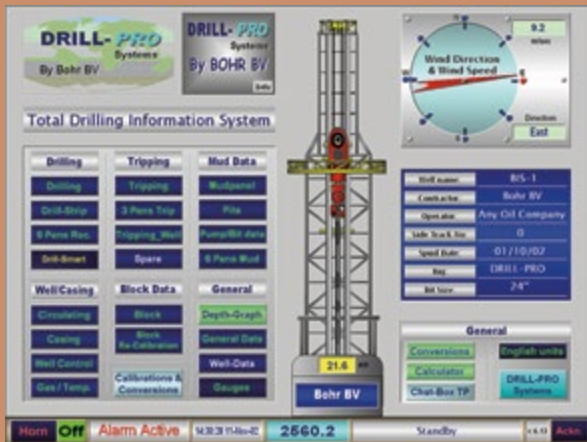 DRILL- PRO
Systems
By Bohr BV
DRILL- PRO
Systems
By BOHR BV
Info
Total Drilling Information System
Drilling
Tripping
Mud Data
Drilling
Tripping
Mudpanel
Drill-Strip
3 Pens Trip
Pits
6 Pens Rec.
Tripping_Well
Pump/Bit data
Drill-Smart
Spare
6 Pens Mud
Well/Casing
Block Data
General
Circulating
Block
Depth-Graph
Casing
Block
Re-Calibration
General Data
Well Control
Well-Data
Gas / Temp.
Calibrations &
Conversions
Gauges
21.6
Bohr BV
9.2
m/sec
Wind Direction
& Wind Speed
Direction
East
Well name:
BIS-1
Contractor:
Bohr BV
Operator:
Any Oil Company
Side Track No:
0
Spud Date:
01/10/02
Rig:
DRILL-PRO
Bit Size:
24"
General
Conversions
English units
Calculator
Chat-Box TP
DRILL-PRO
Systems
Horn
Off
Alarm Active
2560.2
Standby
Ackn